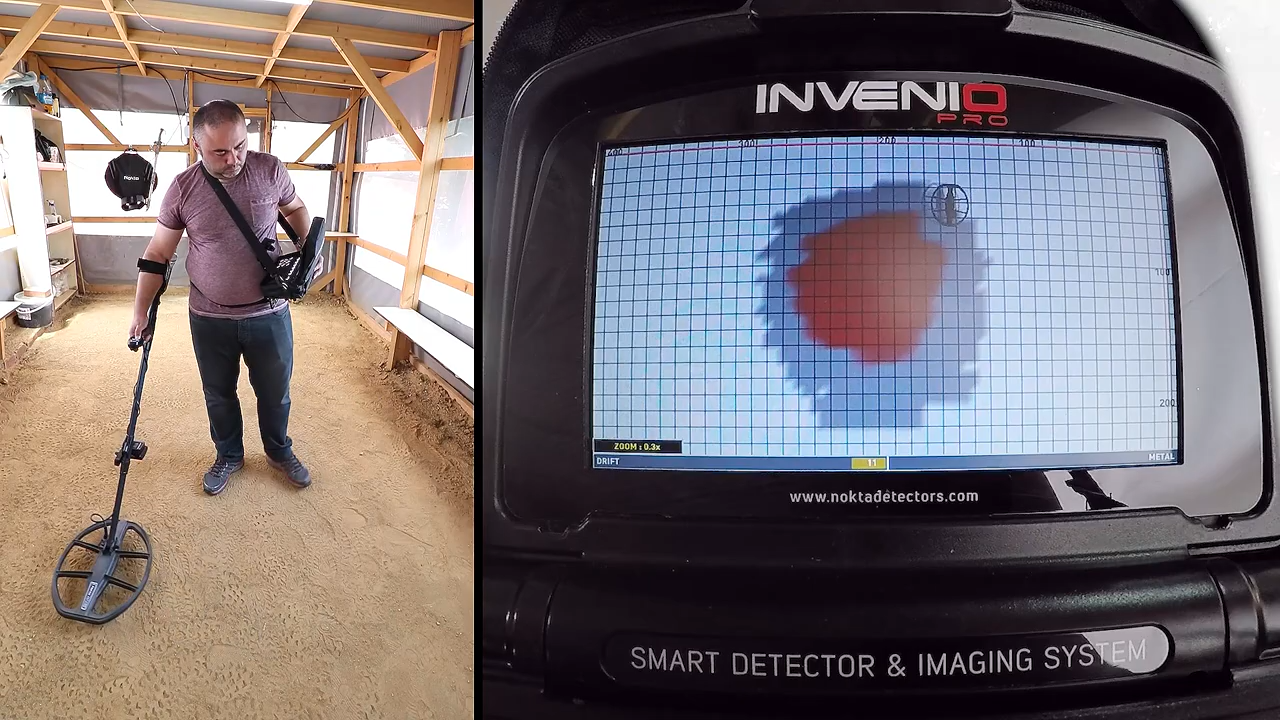 INVENIO
PRO
400
300
200
100
100
200
ZOOM : 0.3x
DRIFT
11
METAL
www.noktadetectors.com
SMART DETECTOR & IMAGING SYSTEM